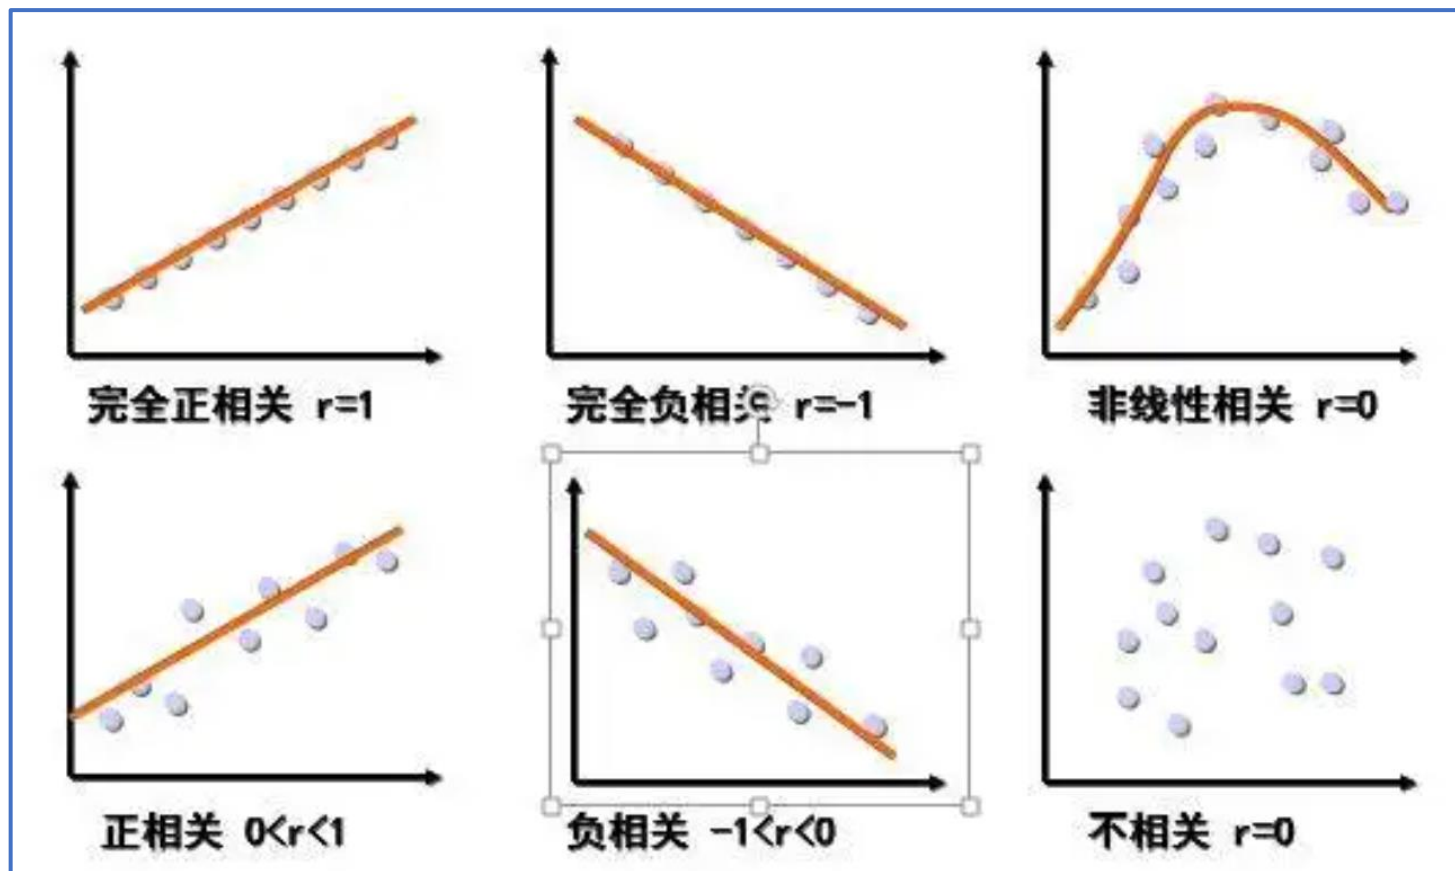 完全正相关 r=1
完全负相关 r=-1
非线性相关 r=0
正相关 0<r<1
负相关 -1<r<0
不相关 r=0